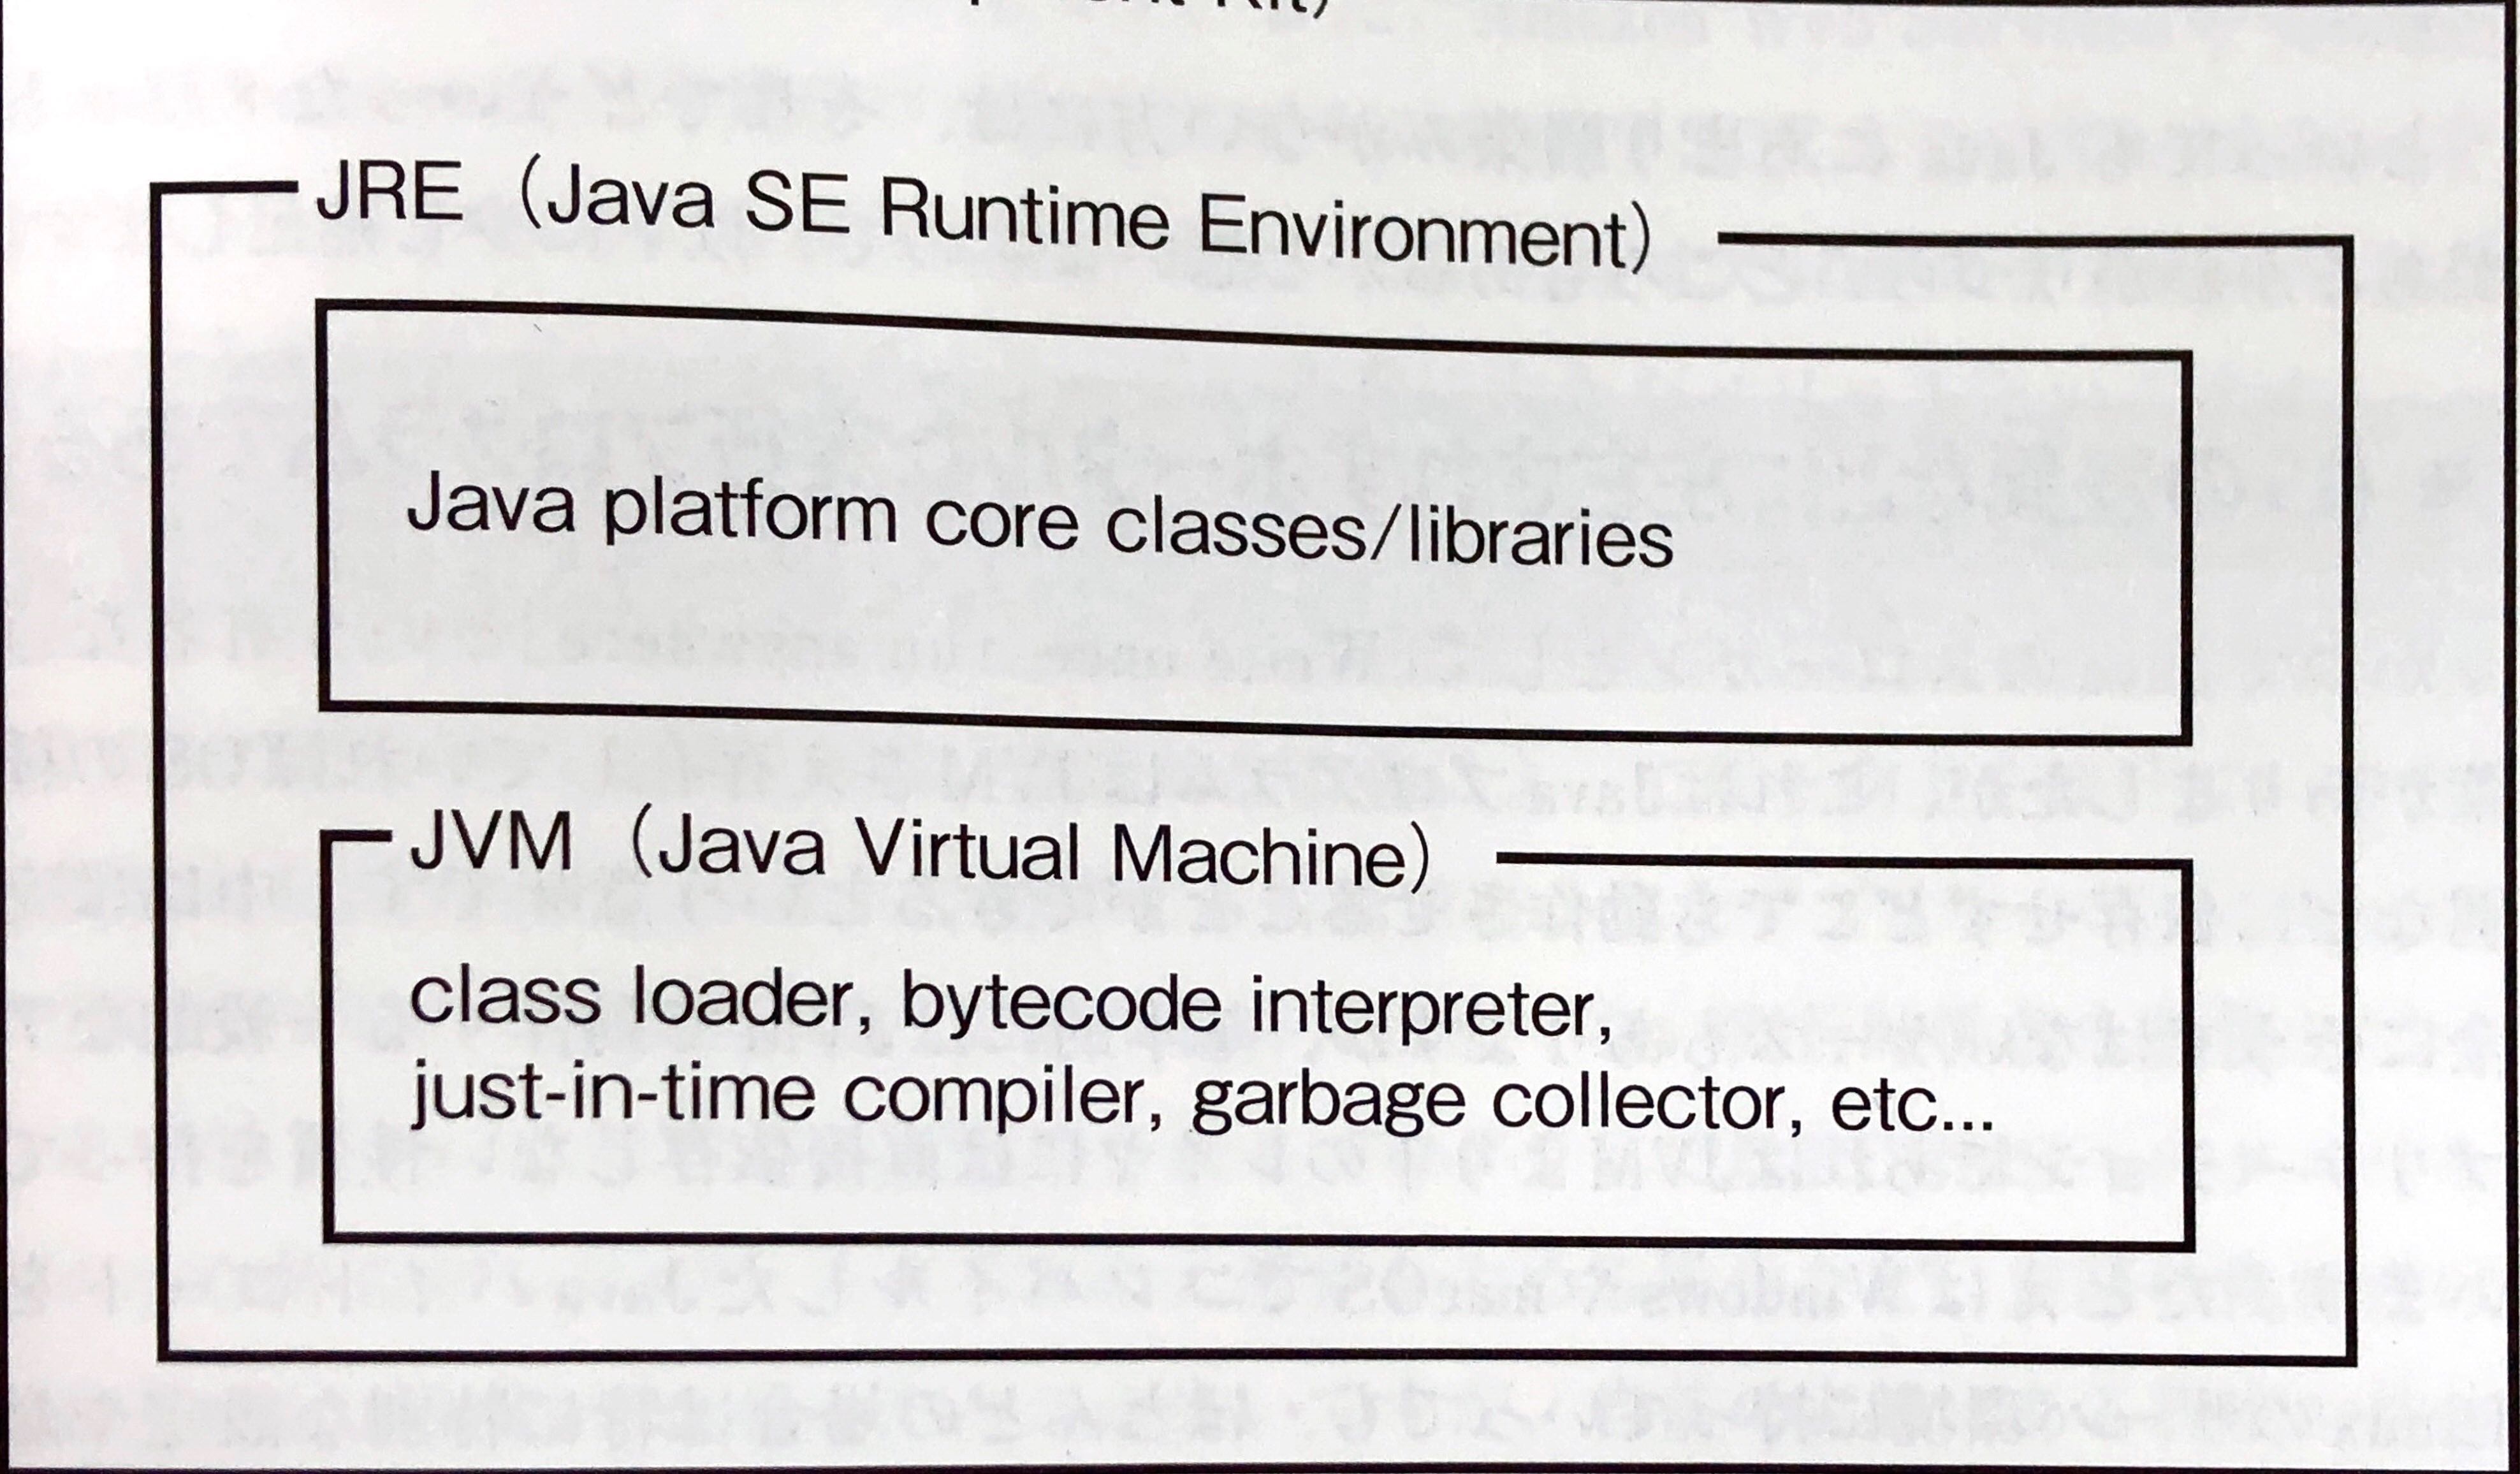 Kit)
JRE （Java SE Runtime Environment）
Java platform core classes/libraries
JVM （Java Virtual Machine）
class loader, bytecode interpreter,
just-in-time compiler, garbage collector, etc...